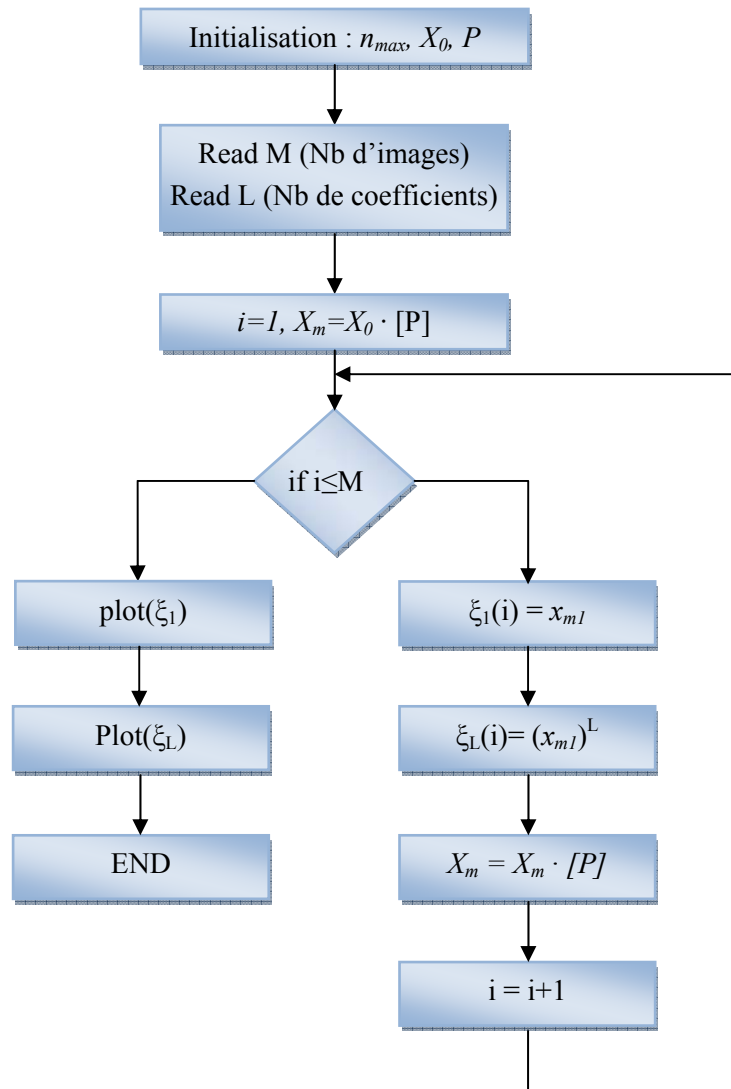 Initialisation : n_max, X_0, P
Read M (Nb d'images)
Read L (Nb de coefficients)
i=1, X_m=X_0 · [P]
if i≤M
plot(ξ_1)
Plot(ξ_L)
END
ξ_1(i) = x_m1
ξ_L(i)= (x_m1)^L
X_m = X_m · [P]
i = i+1